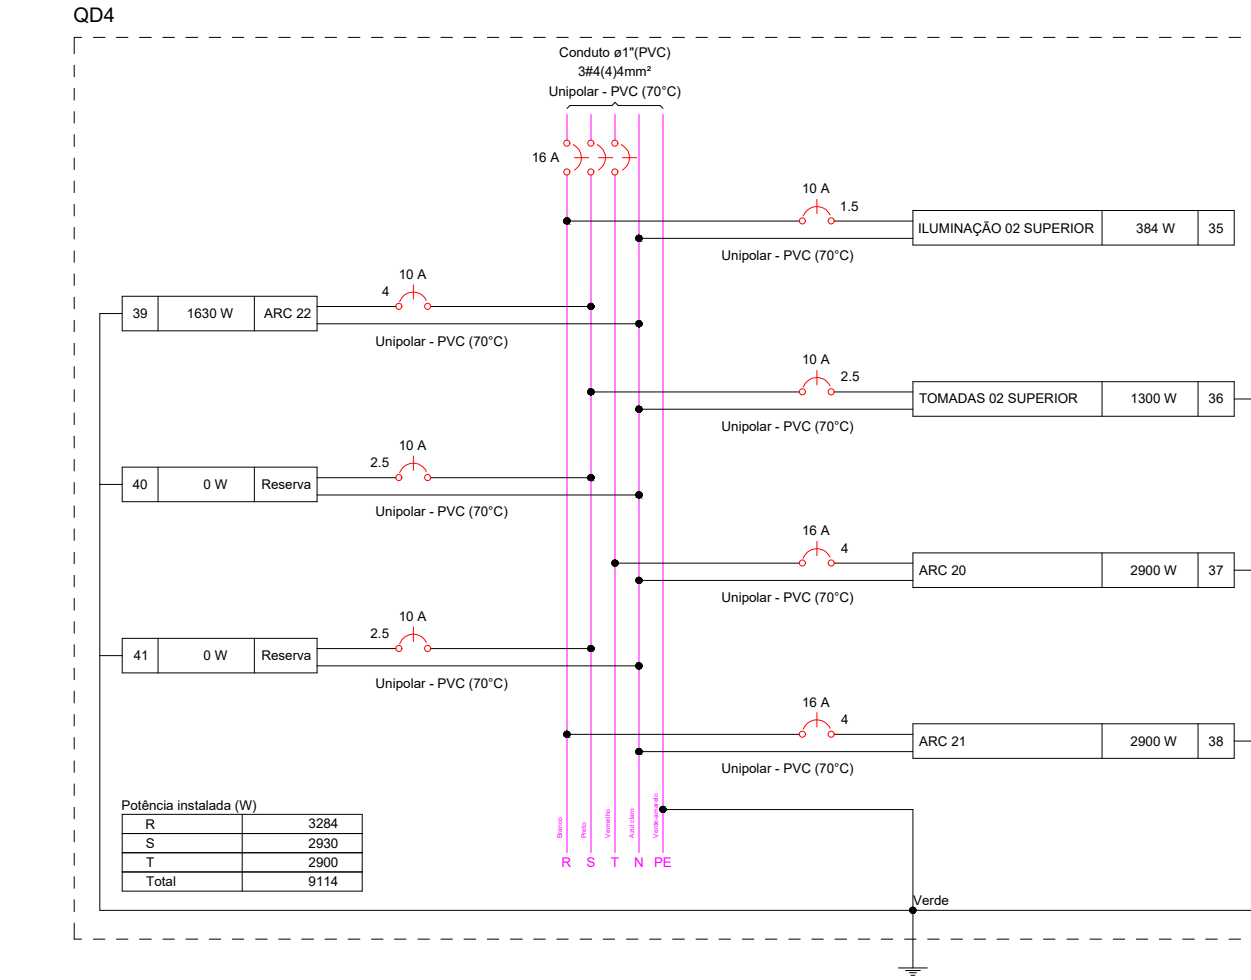 QD4
Conduto ø1"(PVC)
3#4(4)4mm²
Unipolar - PVC (70°C)
16 A
10 A
1.5
ILUMINAÇÃO 02 SUPERIOR 384 W 35
Unipolar - PVC (70°C)
10 A
4
39 1630 W ARC 22
Unipolar - PVC (70°C)
10 A
2.5
TOMADAS 02 SUPERIOR 1300 W 36
Unipolar - PVC (70°C)
10 A
2.5
40 0 W Reserva
Unipolar - PVC (70°C)
16 A
4
ARC 20 2900 W 37
Unipolar - PVC (70°C)
10 A
2.5
41 0 W Reserva
Unipolar - PVC (70°C)
16 A
4
ARC 21 2900 W 38
Unipolar - PVC (70°C)
Potência instalada (W)
R 3284
S 2930
T 2900
Total 9114
Branco
Preto
Vermelho
Azul claro
Verde-amarelo
R S T N PE
Verde